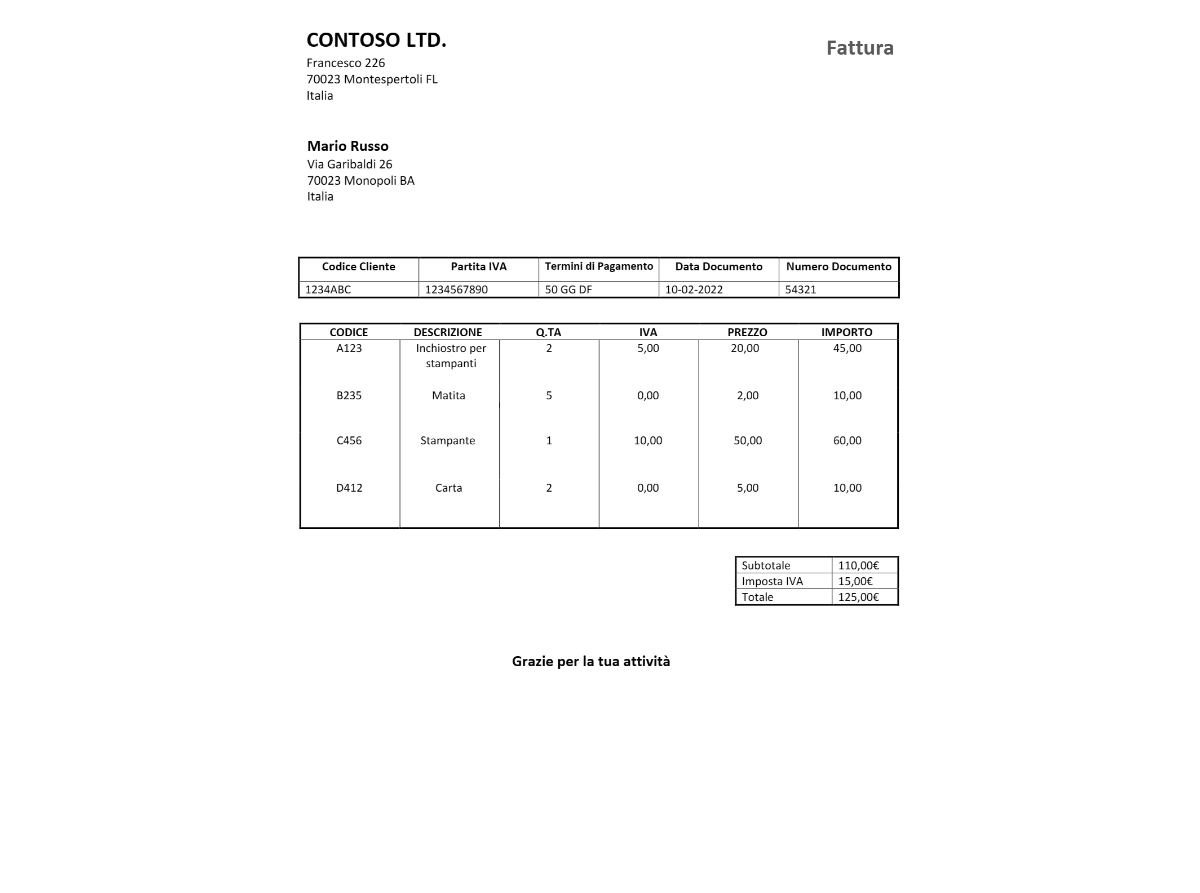 CONTOSO LTD.
Fattura
Francesco 226
70023 Montespertoli FL
Italia
Mario Russo
Via Garibaldi 26
70023 Monopoli BA
Italia
Codice Cliente Partita IVA Termini di Pagamento Data Documento Numero Documento
1234ABC 1234567890 50 GG DF 10-02-2022 54321
CODICE DESCRIZIONE Q.TA IVA PREZZO IMPORTO
A123 Inchiostro per 2 5,00 20,00 45,00
stampanti
B235 Matita 5 0,00 2,00 10,00
C456 Stampante 1 10,00 50,00 60,00
D412 Carta 2 0,00 5,00 10,00
Subtotale 110,00€
Imposta IVA 15,00€
Totale 125,00€
Grazie per la tua attività